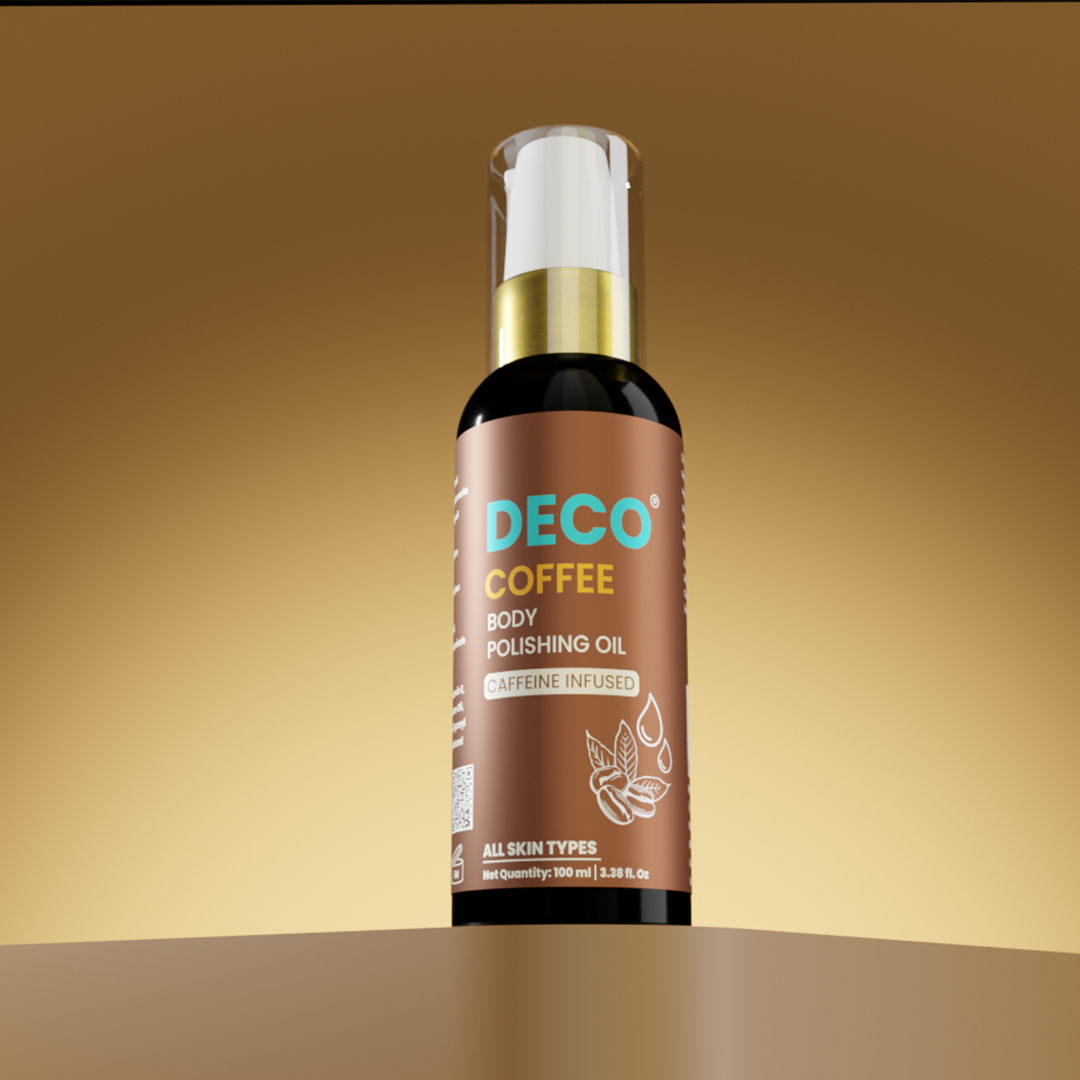 DECO®
COFFEE
BODY
POLISHING OIL
CAFFEINE INFUSED
ALL SKIN TYPES
Net Quantity: 100 ml | 3.38 fl. Oz